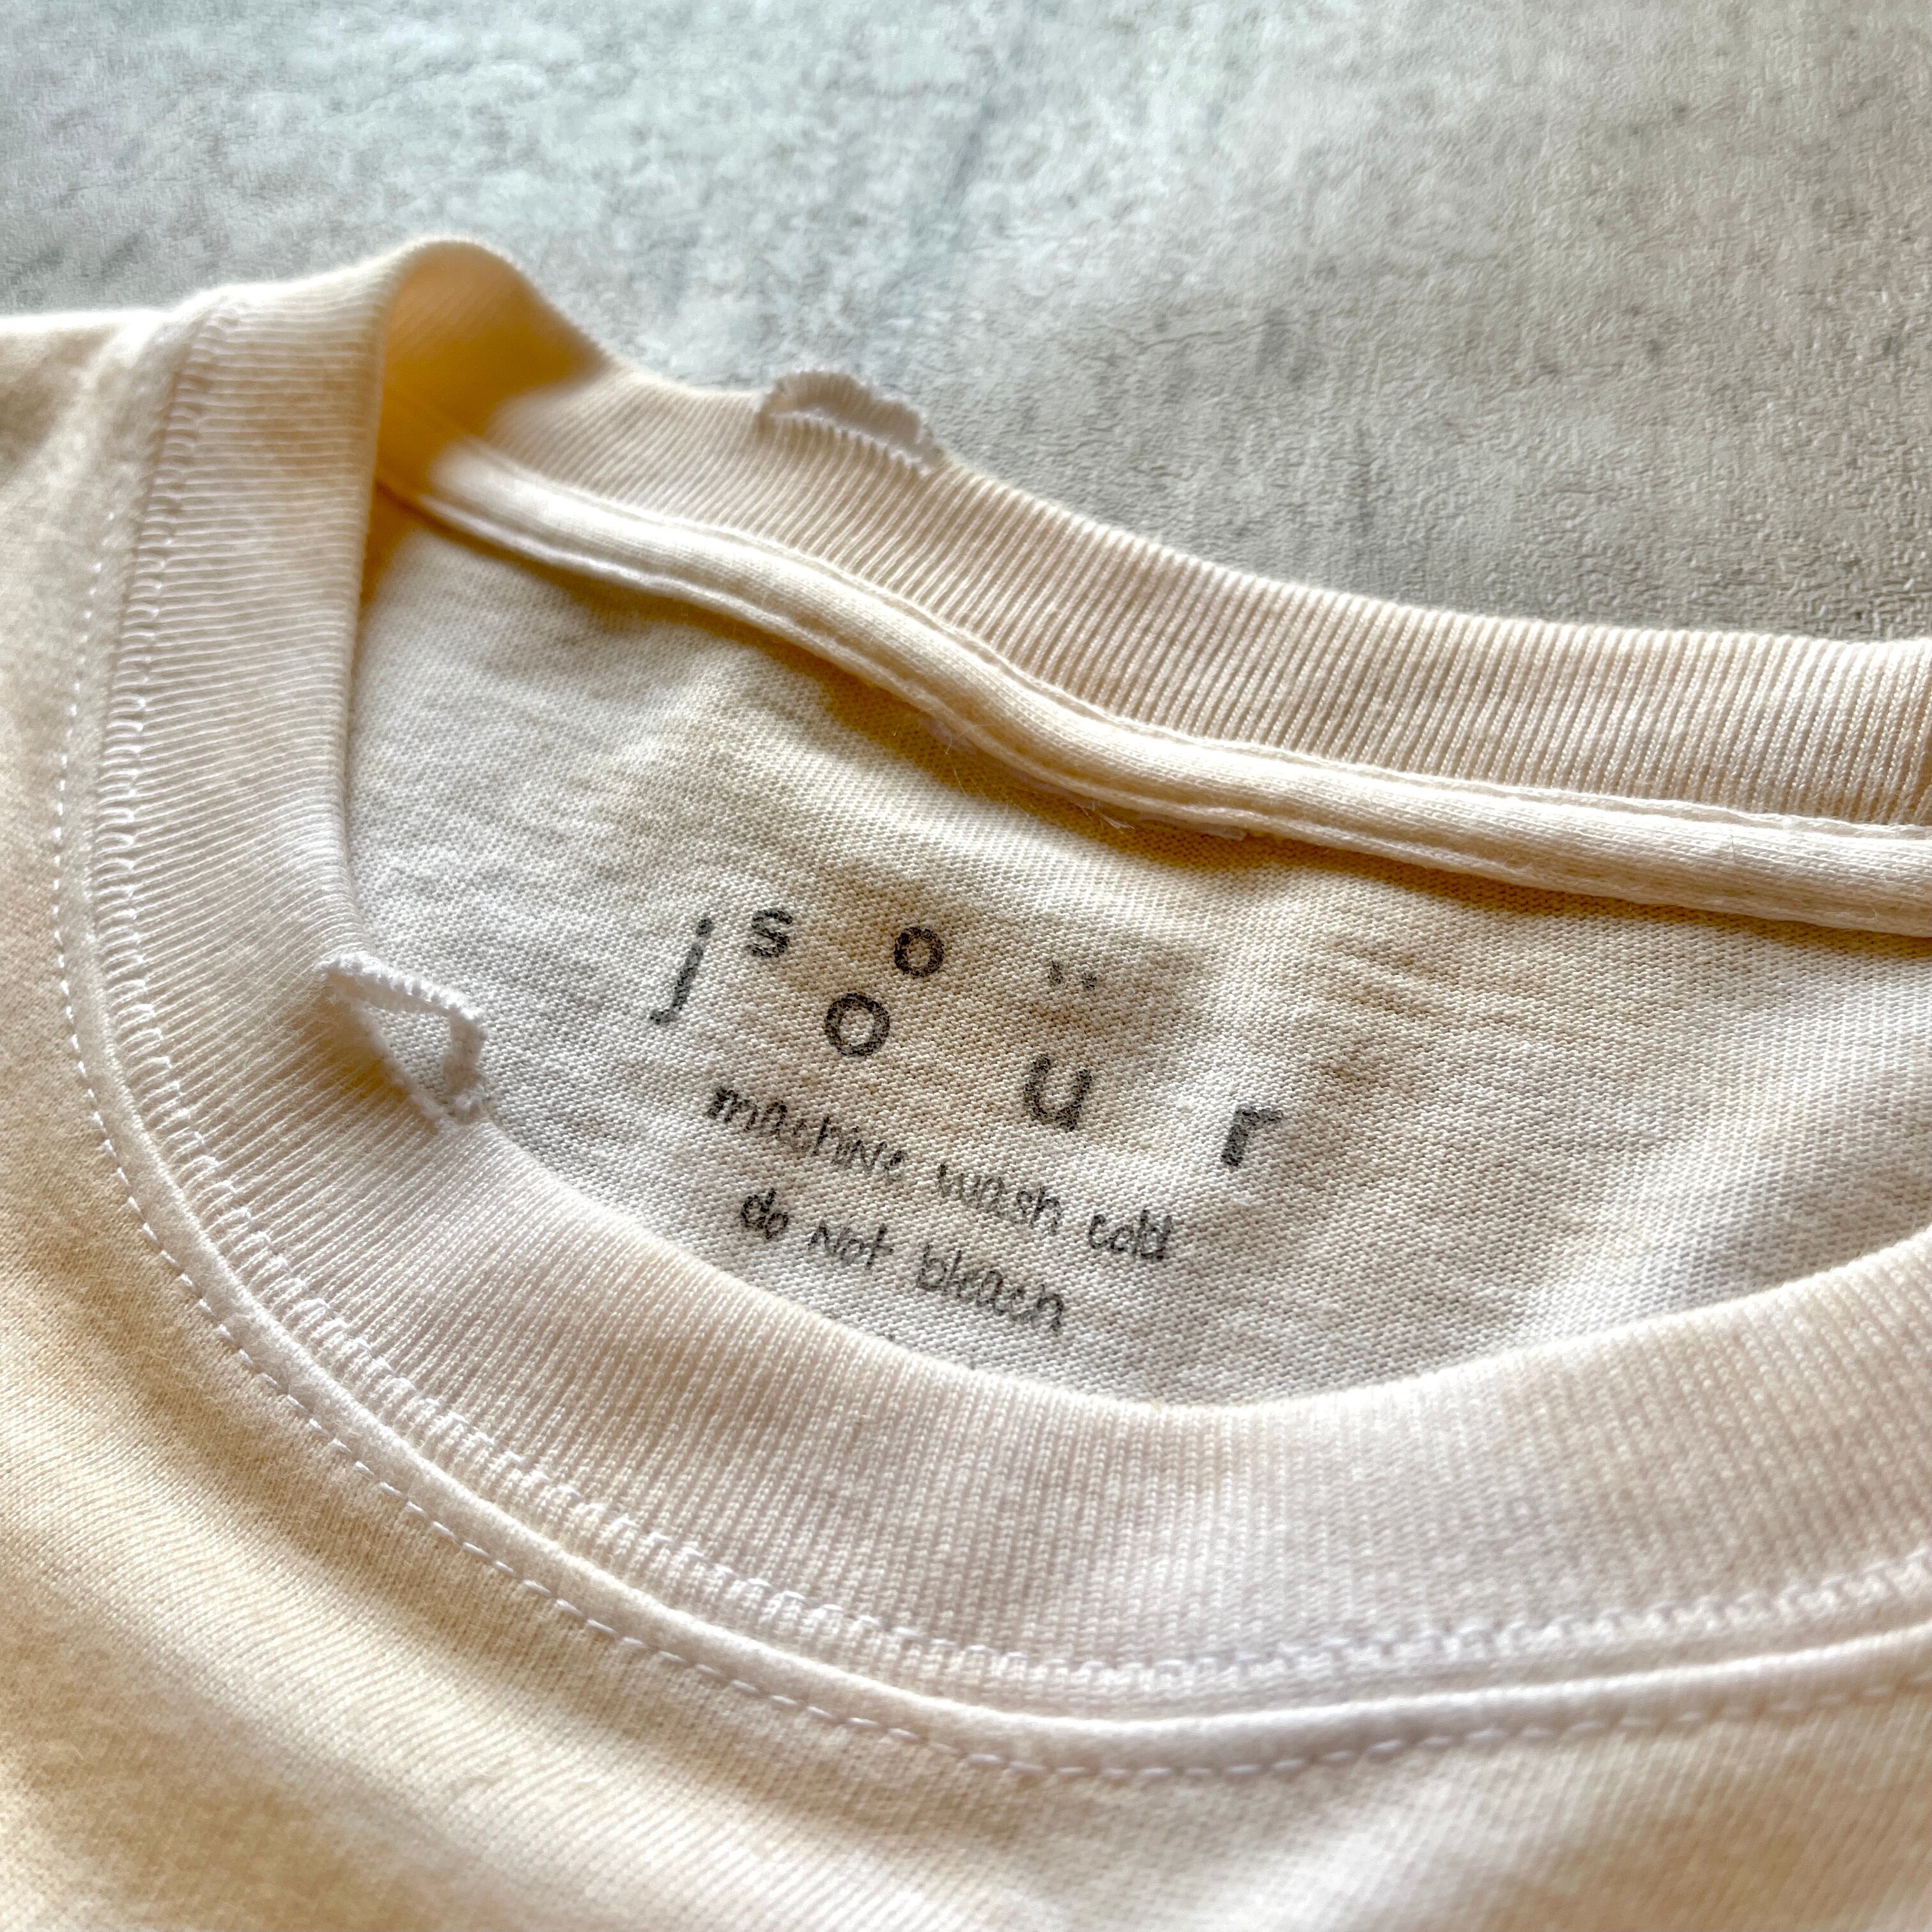 s o
j o ü r
machine wash cold
do not bleach